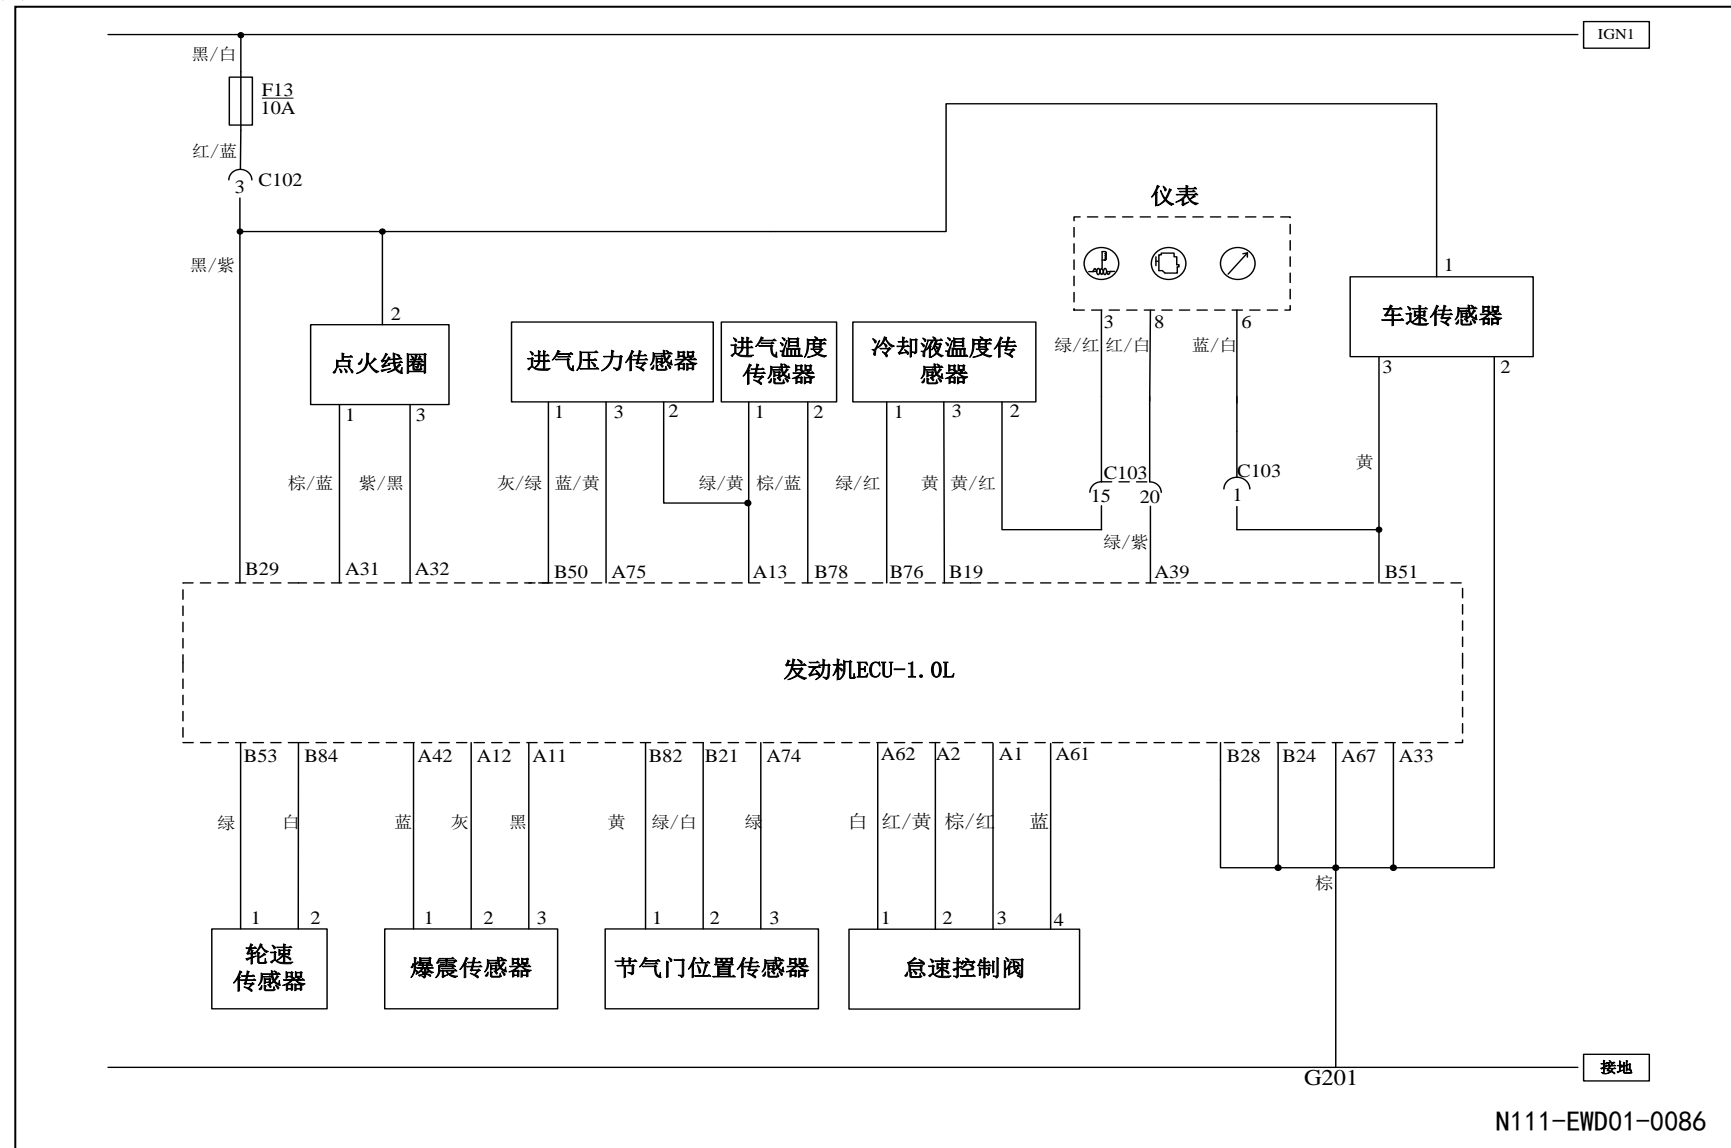 IGN1
黑/白
F13
10A
红/蓝
3 C102
仪表
黑/紫
1
2
3 8 6
车速传感器
绿/红 红/白 蓝/白
点火线圈
进气压力传感器
进气温度
传感器
冷却液温度传
感器
3 2
1 3
1 3 2
1 2
1 3 2
黄
C103 C103
棕/蓝 紫/黑 灰/绿 蓝/黄 绿/黄 棕/蓝 绿/红 黄 黄/红
15 20 1
绿/紫
B29 A31 A32 B50 A75 A13 B78 B76 B19 A39 B51
发动机ECU-1.0L
B53 B84 A42 A12 A11 B82 B21 A74 A62 A2 A1 A61 B28 B24 A67 A33
绿 白 蓝 灰 黑 黄 绿/白 绿 白 红/黄 棕/红 蓝
棕
1 2 1 2 3 1 2 3 1 2 3 4
轮速
传感器
爆震传感器
节气门位置传感器
怠速控制阀
接地
G201
N111-EWD01-0086